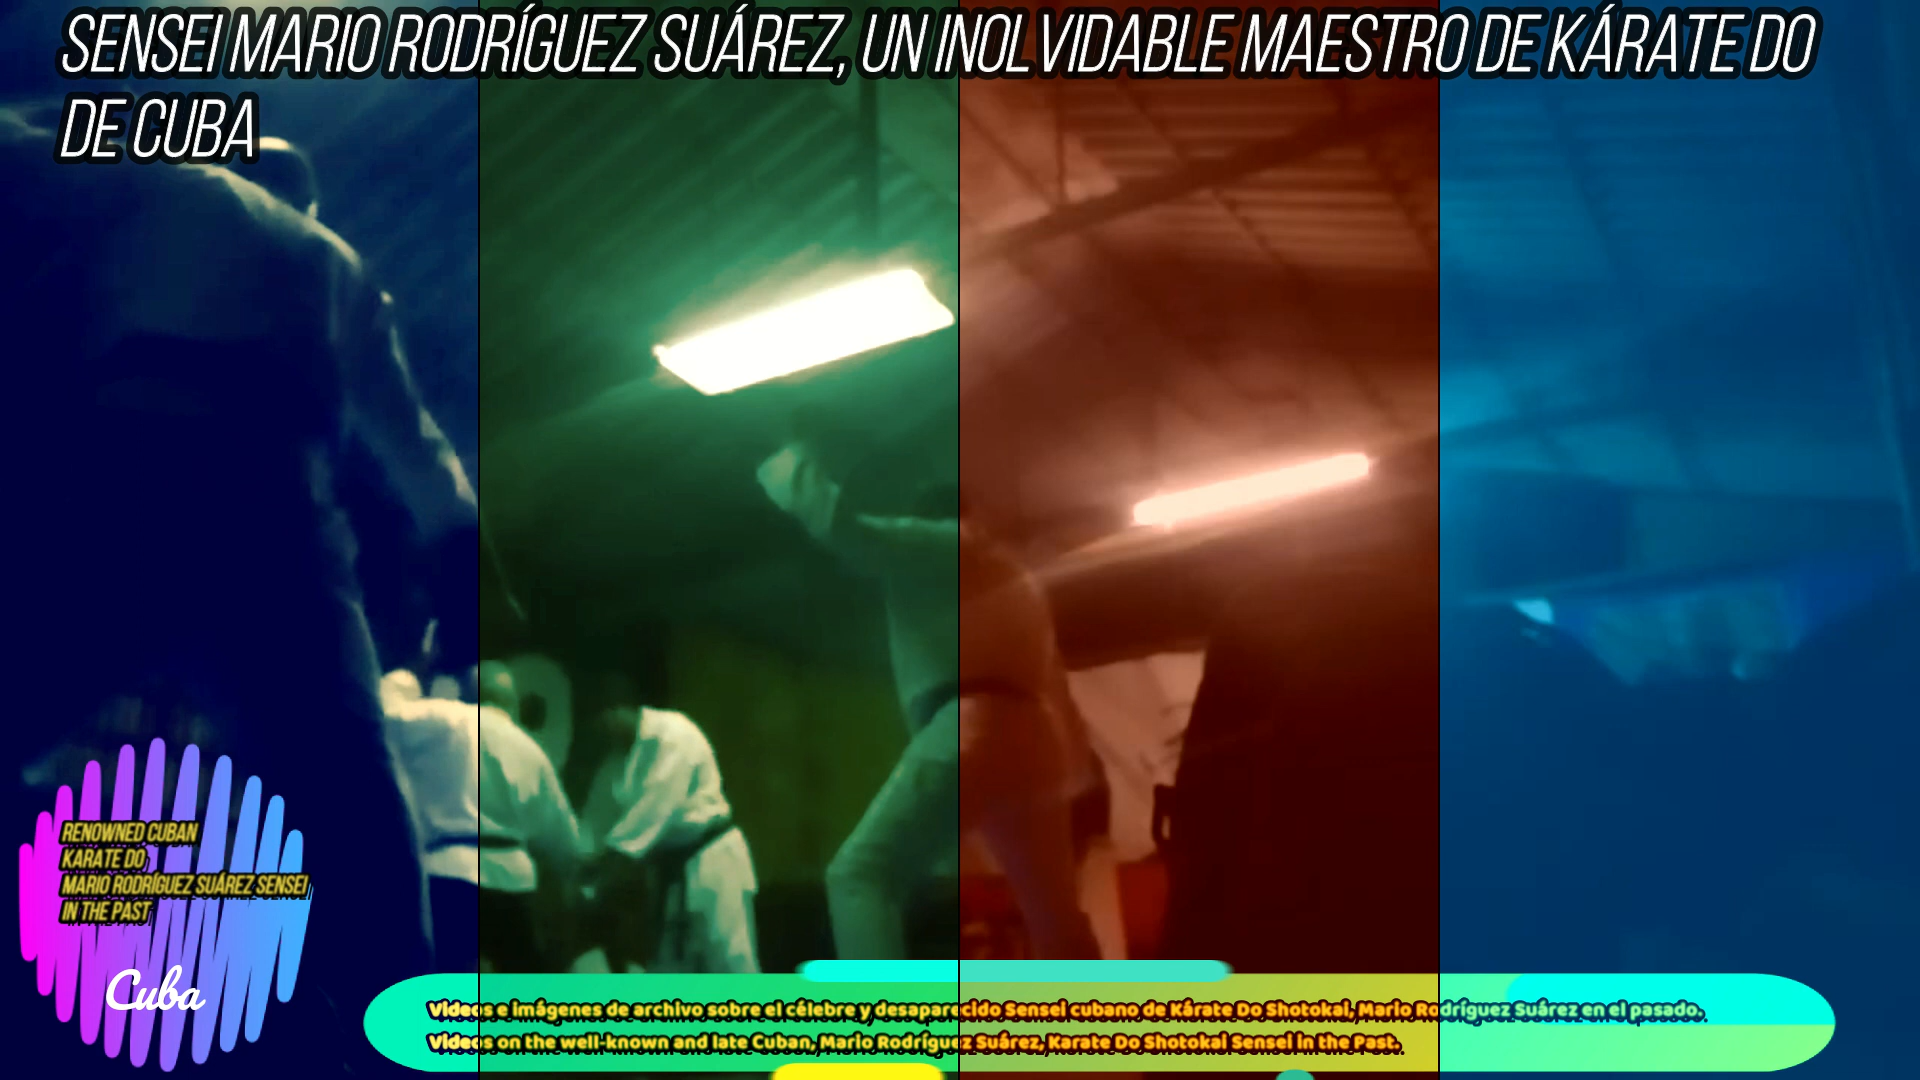 SENSEI MARIO RODRÍGUEZ SUÁREZ, UN INOLVIDABLE MAESTRO DE KÁRATE DO
DE CUBA
RENOWNED CUBAN
KARATE DO
MARIO RODRÍGUEZ SUÁREZ SENSEI
IN THE PAST
Cuba
Videos e imágenes de archivo sobre el célebre y desaparecido Sensei cubano de Kárate Do Shotokai, Mario Rodríguez Suárez en el pasado.
Videos on the well-known and late Cuban, Mario Rodríguez Suárez, Karate Do Shotokai Sensei in the Past.